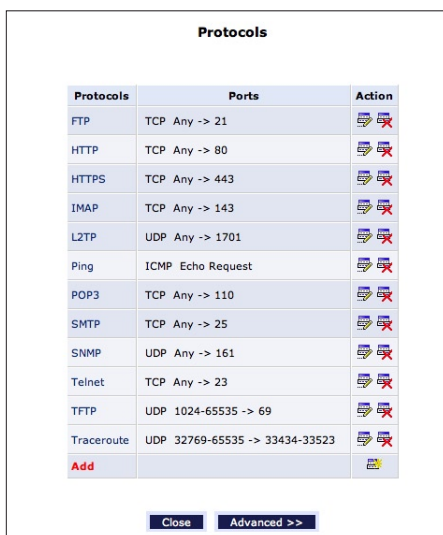 Protocols
Protocols Ports Action
FTP TCP Any -> 21
HTTP TCP Any -> 80
HTTPS TCP Any -> 443
IMAP TCP Any -> 143
L2TP UDP Any -> 1701
Ping ICMP Echo Request
POP3 TCP Any -> 110
SMTP TCP Any -> 25
SNMP UDP Any -> 161
Telnet TCP Any -> 23
TFTP UDP 1024-65535 -> 69
Traceroute UDP 32769-65535 -> 33434-33523
Add
Close Advanced >>